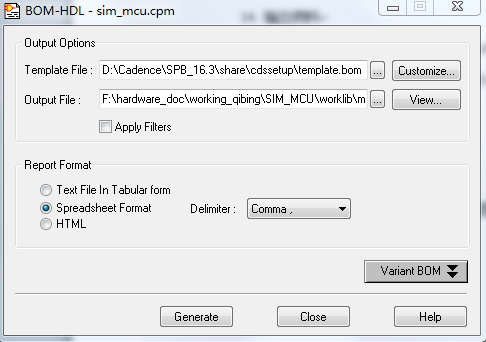 BOM-HDL - sim_mcu.cpm
Output Options
Template File : D:\Cadence\SPB_16.3\share\cdssetup\template.bom ... Customize...
Output File : F:\hardware_doc\working_qibing\SIM_MCU\worklib\m ... View...
Apply Filters
Report Format
Text File In Tabular form
Spreadsheet Format Delimiter : Comma ,
HTML
Variant BOM
Generate Close Help